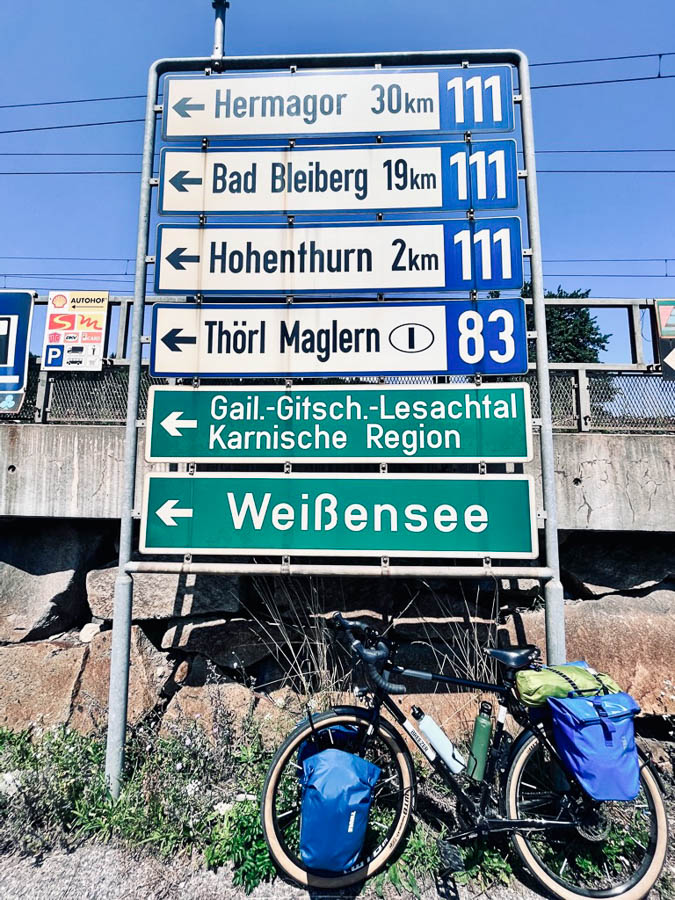 Hermagor 30km 111
Bad Bleiberg 19km 111
Hohenthurn 2km 111
Thörl Maglern I 83
Gail.-Gitsch.-Lesachtal
Karnische Region
Weißensee
AUTOHOF
P
THULE